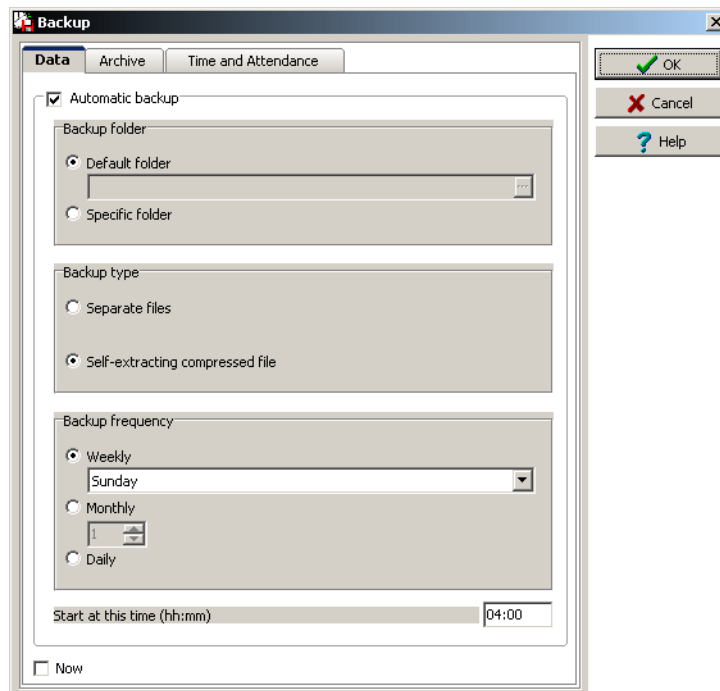 Backup
Data
Archive
Time and Attendance
OK
Cancel
Help
Automatic backup
Backup folder
Default folder
...
Specific folder
Backup type
Separate files
Self-extracting compressed file
Backup frequency
Weekly
Sunday
Monthly
1
Daily
Start at this time (hh:mm)
04:00
Now